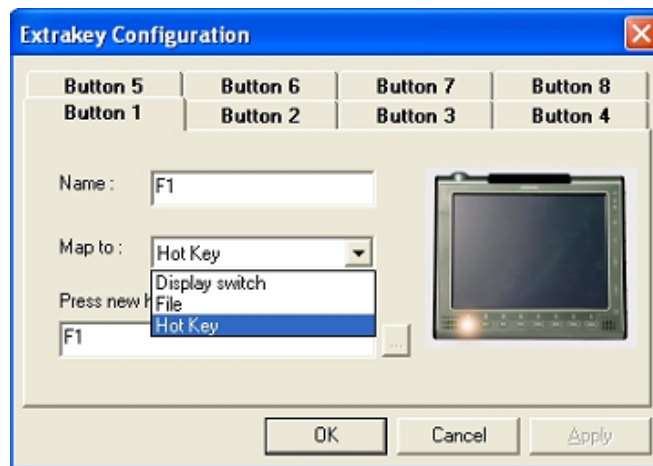 Extrakey Configuration
Button 5 Button 6 Button 7 Button 8
Button 1 Button 2 Button 3 Button 4
Name : F1
Map to : Hot Key
Display switch
Press new
File
Hot Key
F1 ...
OK Cancel Apply